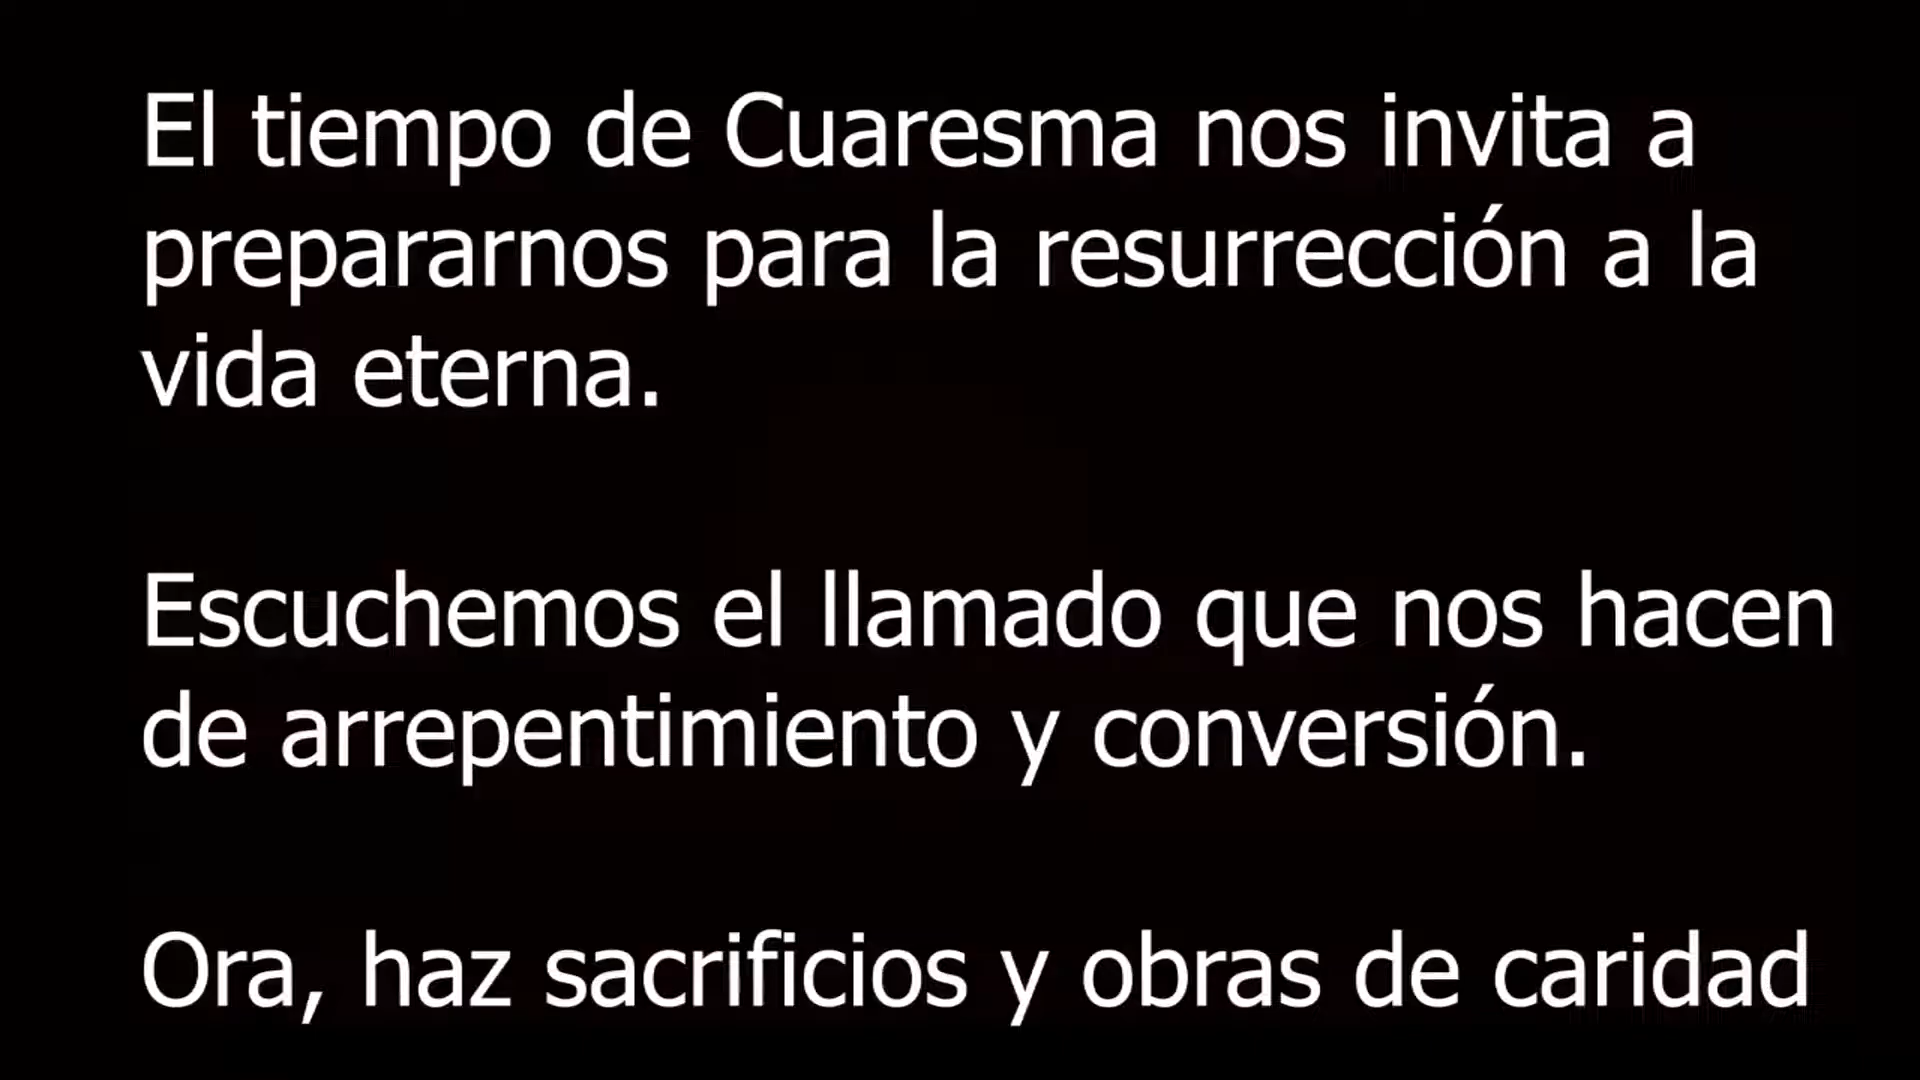 El tiempo de Cuaresma nos invita a
prepararnos para la resurrección a la
vida eterna.
Escuchemos el llamado que nos hacen
de arrepentimiento y conversión.
Ora, haz sacrificios y obras de caridad